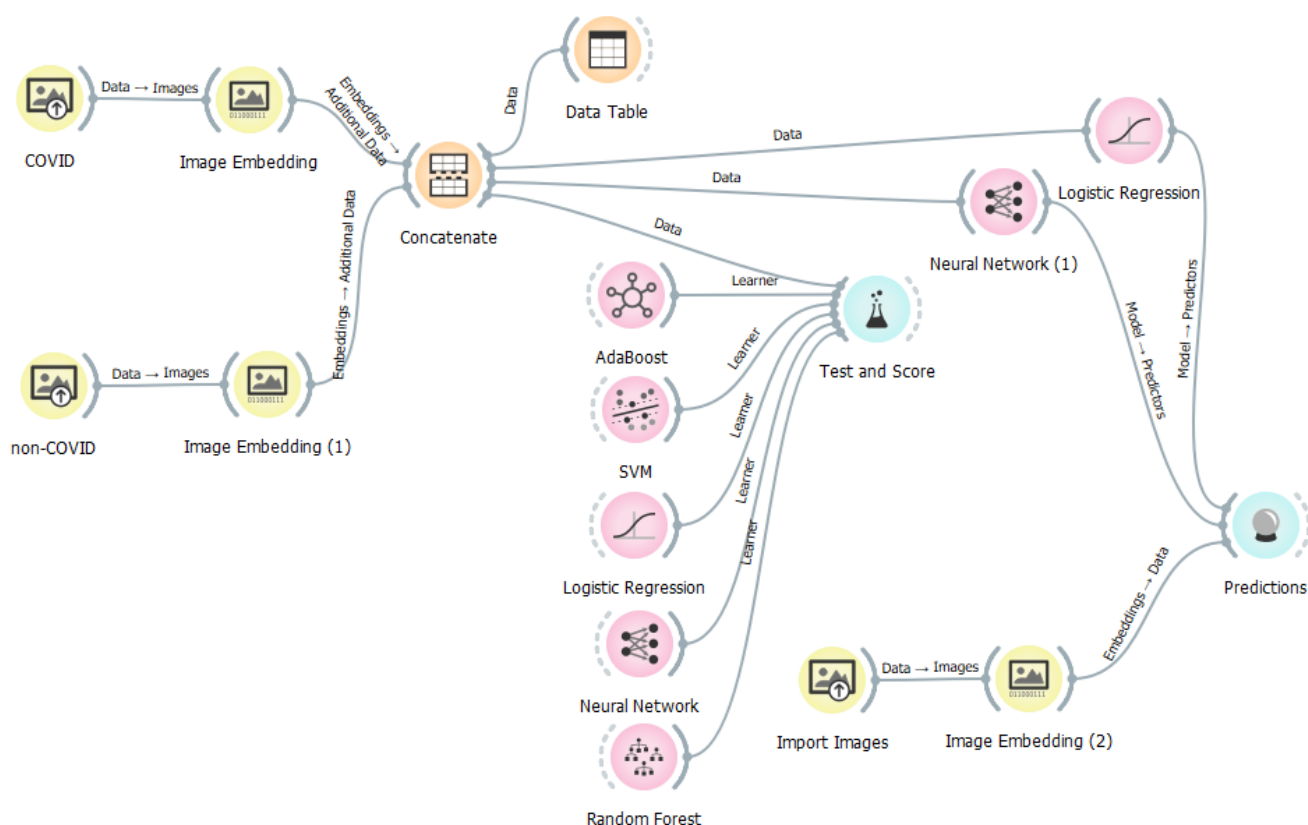 Data Table
Data → Images
COVID
011000111
Image Embedding
Embeddings →
Additional Data
Data
Concatenate
Data
Logistic Regression
Data
Neural Network (1)
Data
Data → Images
non-COVID
011000111
Image Embedding (1)
Embeddings → Additional Data
Learner
AdaBoost
Learner
SVM
Learner
Logistic Regression
Learner
Neural Network
Learner
Random Forest
Test and Score
Model → Predictors
Model → Predictors
Predictions
Data → Images
Import Images
011000111
Image Embedding (2)
Embeddings → Data